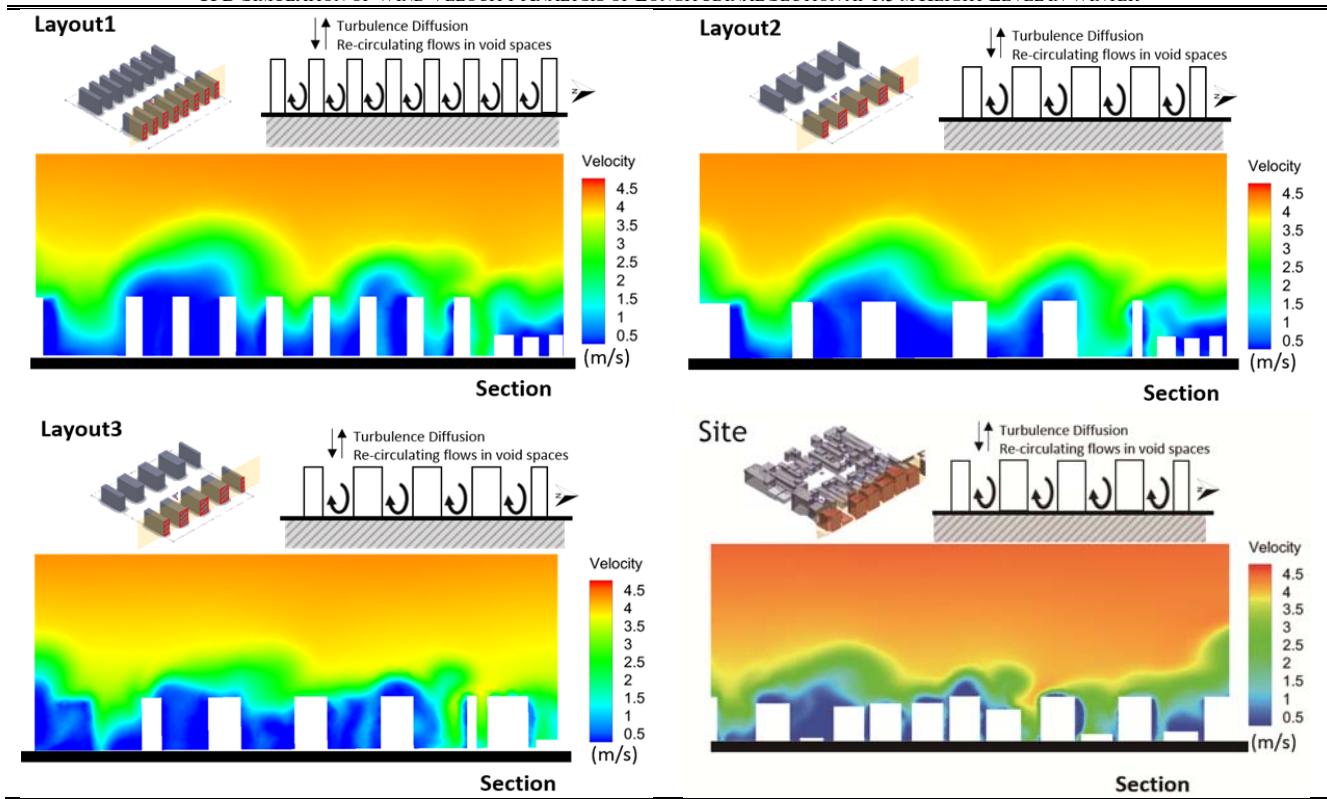 Layout1
Turbulence Diffusion
Re-circulating flows in void spaces
N
Velocity
4.5
4
3.5
3
2.5
2
1.5
1
0.5
(m/s)
Section
Layout2
Turbulence Diffusion
Re-circulating flows in void spaces
N
Velocity
4.5
4
3.5
3
2.5
2
1.5
1
0.5
(m/s)
Section
Layout3
Turbulence Diffusion
Re-circulating flows in void spaces
N
Velocity
4.5
4
3.5
3
2.5
2
1.5
1
0.5
(m/s)
Section
Site
Turbulence Diffusion
Re-circulating flows in void spaces
N
Velocity
4.5
4
3.5
3
2.5
2
1.5
1
0.5
(m/s)
Section